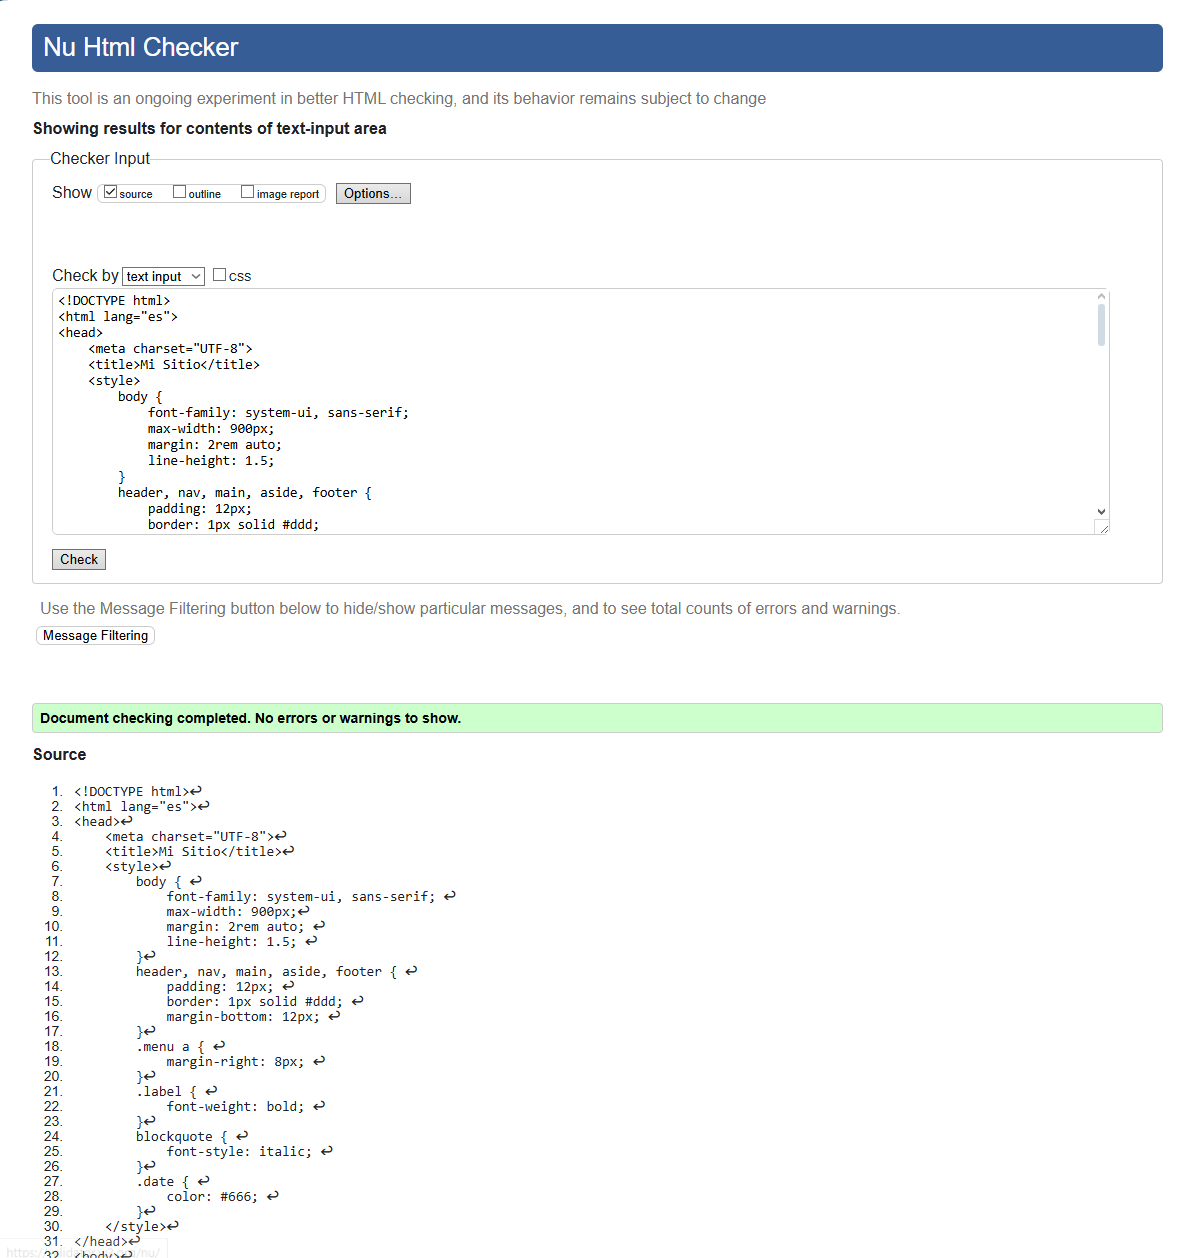 Nu Html Checker
This tool is an ongoing experiment in better HTML checking, and its behavior remains subject to change
Showing results for contents of text-input area
Checker Input
Show source outline image report Options...
Check by text input css
<!DOCTYPE html>
<html lang="es">
<head>
    <meta charset="UTF-8">
    <title>Mi Sitio</title>
    <style>
        body {
            font-family: system-ui, sans-serif;
            max-width: 900px;
            margin: 2rem auto;
            line-height: 1.5;
        }
        header, nav, main, aside, footer {
            padding: 12px;
            border: 1px solid #ddd;
Check
Use the Message Filtering button below to hide/show particular messages, and to see total counts of errors and warnings.
Message Filtering
Document checking completed. No errors or warnings to show.
Source
1. <!DOCTYPE html>↩
2. <html lang="es">↩
3. <head>↩
4.     <meta charset="UTF-8">↩
5.     <title>Mi Sitio</title>↩
6.     <style>↩
7.         body { ↩
8.             font-family: system-ui, sans-serif; ↩
9.             max-width: 900px;↩
10.             margin: 2rem auto; ↩
11.             line-height: 1.5; ↩
12.         }↩
13.         header, nav, main, aside, footer { ↩
14.             padding: 12px; ↩
15.             border: 1px solid #ddd; ↩
16.             margin-bottom: 12px; ↩
17.         }↩
18.         .menu a { ↩
19.             margin-right: 8px; ↩
20.         }↩
21.         .label { ↩
22.             font-weight: bold; ↩
23.         }↩
24.         blockquote { ↩
25.             font-style: italic; ↩
26.         }↩
27.         .date { ↩
28.             color: #666; ↩
29.         }↩
30.     </style>↩
31. </head>↩
32. <body>↩